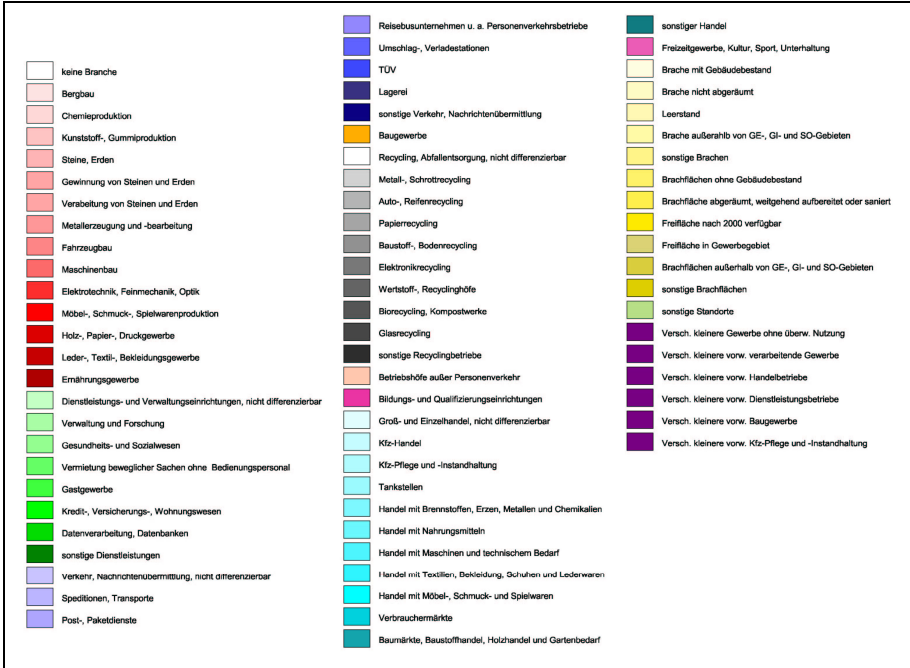 keine Branche
Bergbau
Chemieproduktion
Kunststoff-, Gummiproduktion
Steine, Erden
Gewinnung von Steinen und Erden
Verabeitung von Steinen und Erden
Metallerzeugung und -bearbeitung
Fahrzeugbau
Maschinenbau
Elektrotechnik, Feinmechanik, Optik
Möbel-, Schmuck-, Spielwarenproduktion
Holz-, Papier-, Druckgewerbe
Leder-, Textil-, Bekleidungsgewerbe
Ernährungsgewerbe
Dienstleistungs- und Verwaltungseinrichtungen, nicht differenzierbar
Verwaltung und Forschung
Gesundheits- und Sozialwesen
Vermietung beweglicher Sachen ohne Bedienungspersonal
Gastgewerbe
Kredit-, Versicherungs-, Wohnungswesen
Datenverarbeitung, Datenbanken
sonstige Dienstleistungen
Verkehr, Nachrichtenübermittlung, nicht differenzierbar
Speditionen, Transporte
Post-, Paketdienste
Reisebusunternehmen u. a. Personenverkehrsbetriebe
Umschlag-, Verladestationen
TÜV
Lagerei
sonstige Verkehr, Nachrichtenübermittlung
Baugewerbe
Recycling, Abfallentsorgung, nicht differenzierbar
Metall-, Schrottrecycling
Auto-, Reifenrecycling
Papierrecycling
Baustoff-, Bodenrecycling
Elektronikrecycling
Wertstoff-, Recyclinghöfe
Biorecycling, Kompostwerke
Glasrecycling
sonstige Recyclingbetriebe
Betriebshöfe außer Personenverkehr
Bildungs- und Qualifizierungseinrichtungen
Groß- und Einzelhandel, nicht differenzierbar
Kfz-Handel
Kfz-Pflege und -Instandhaltung
Tankstellen
Handel mit Brennstoffen, Erzen, Metallen und Chemikalien
Handel mit Nahrungsmitteln
Handel mit Maschinen und technischem Bedarf
Handel mit Textilien, Bekleidung, Schuhen und Lederwaren
Handel mit Möbel-, Schmuck- und Spielwaren
Verbrauchermärkte
Baumärkte, Baustoffhandel, Holzhandel und Gartenbedarf
sonstiger Handel
Freizeitgewerbe, Kultur, Sport, Unterhaltung
Brache mit Gebäudebestand
Brache nicht abgeräumt
Leerstand
Brache außerahlb von GE-, GI- und SO-Gebieten
sonstige Brachen
Brachflächen ohne Gebäudebestand
Brachfläche abgeräumt, weitgehend aufbereitet oder saniert
Freifläche nach 2000 verfügbar
Freifläche in Gewerbegebiet
Brachflächen außerhalb von GE-, GI- und SO-Gebieten
sonstige Brachflächen
sonstige Standorte
Versch. kleinere Gewerbe ohne überw. Nutzung
Versch. kleinere vorw. verarbeitende Gewerbe
Versch. kleinere vorw. Handelbetriebe
Versch. kleinere vorw. Dienstleistungsbetriebe
Versch. kleinere vorw. Baugewerbe
Versch. kleinere vorw. Kfz-Pflege und -Instandhaltung